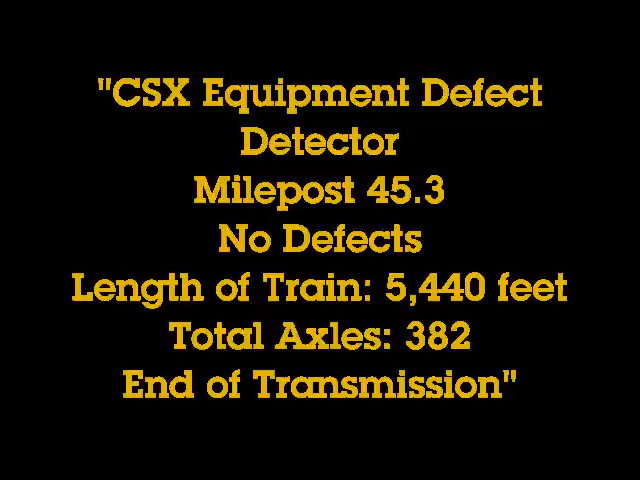 "CSX Equipment Defect
Detector
Milepost 45.3
No Defects
Length of Train: 5,440 feet
Total Axles: 382
End of Transmission"